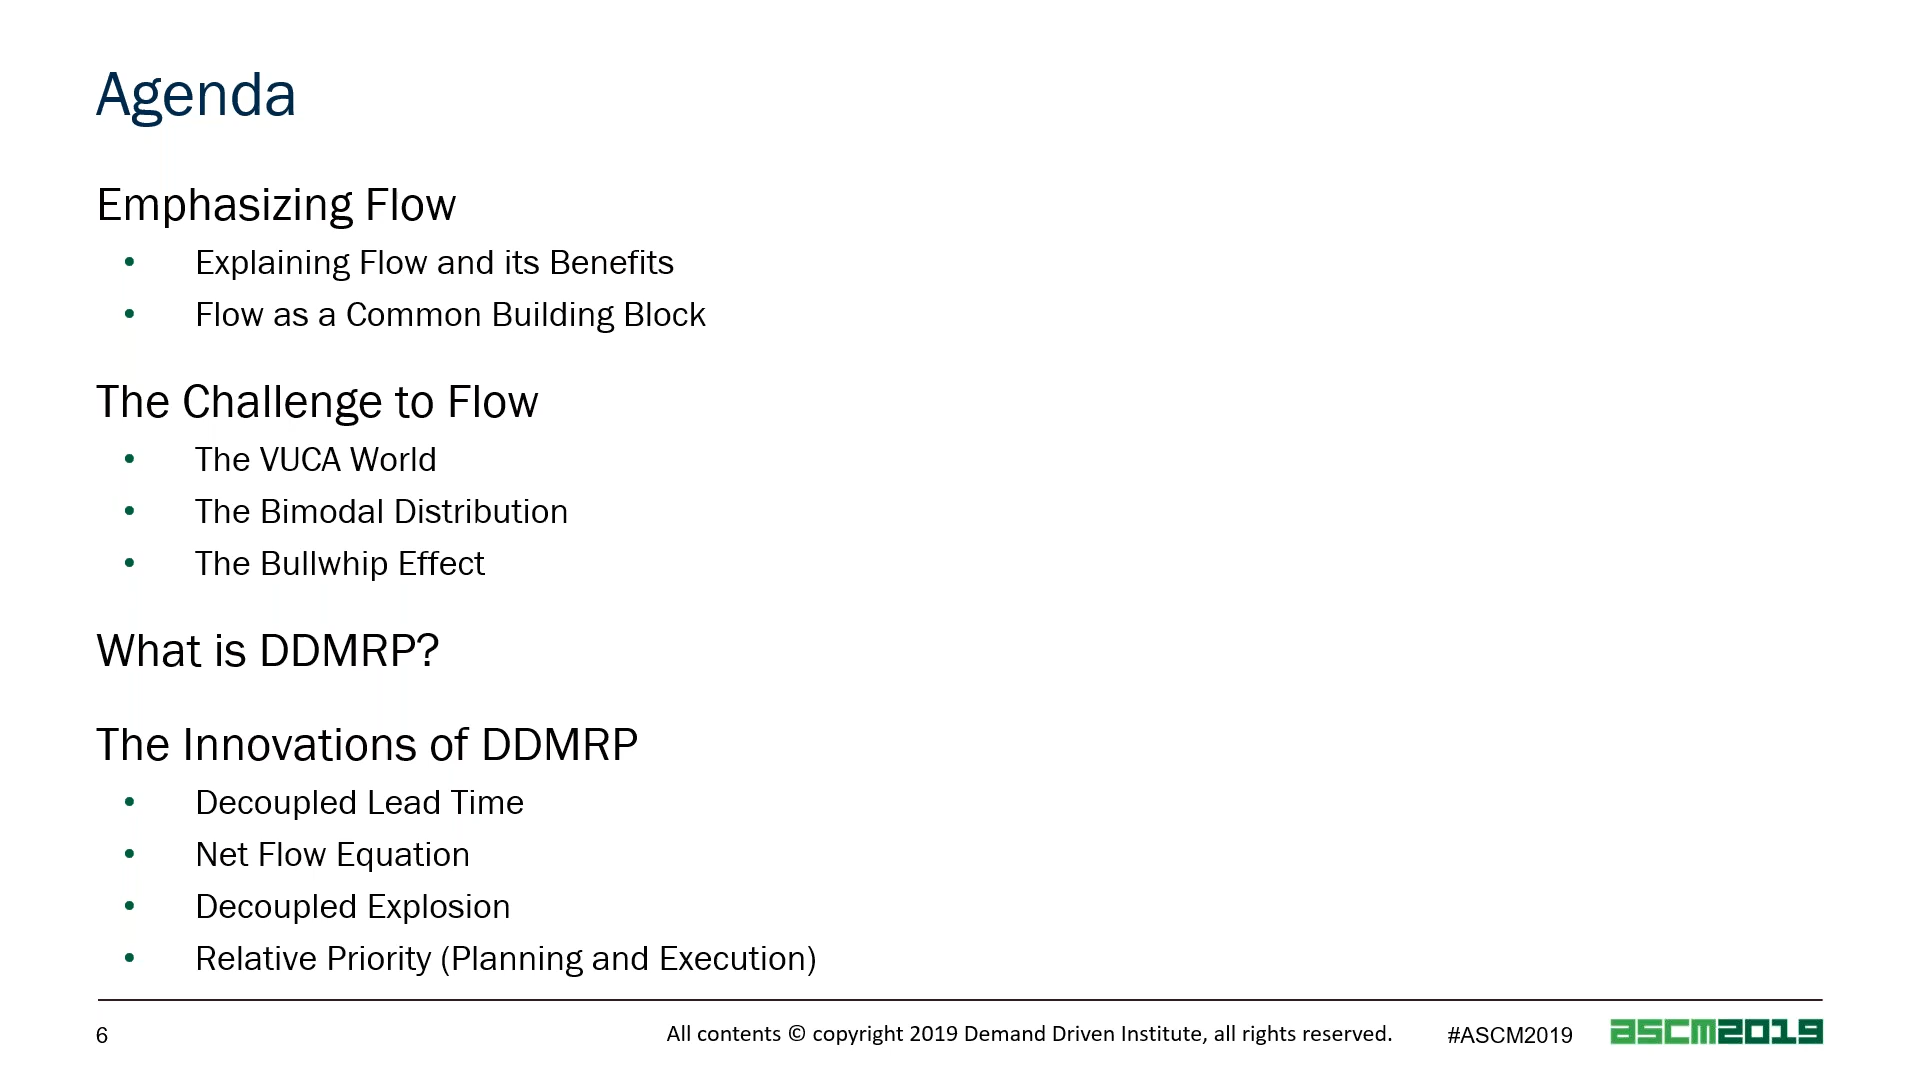 Agenda
Emphasizing Flow
• Explaining Flow and its Benefits
• Flow as a Common Building Block
The Challenge to Flow
• The VUCA World
• The Bimodal Distribution
• The Bullwhip Effect
What is DDMRP?
The Innovations of DDMRP
• Decoupled Lead Time
• Net Flow Equation
• Decoupled Explosion
• Relative Priority (Planning and Execution)
6 All contents © copyright 2019 Demand Driven Institute, all rights reserved. #ASCM2019 ascm2019